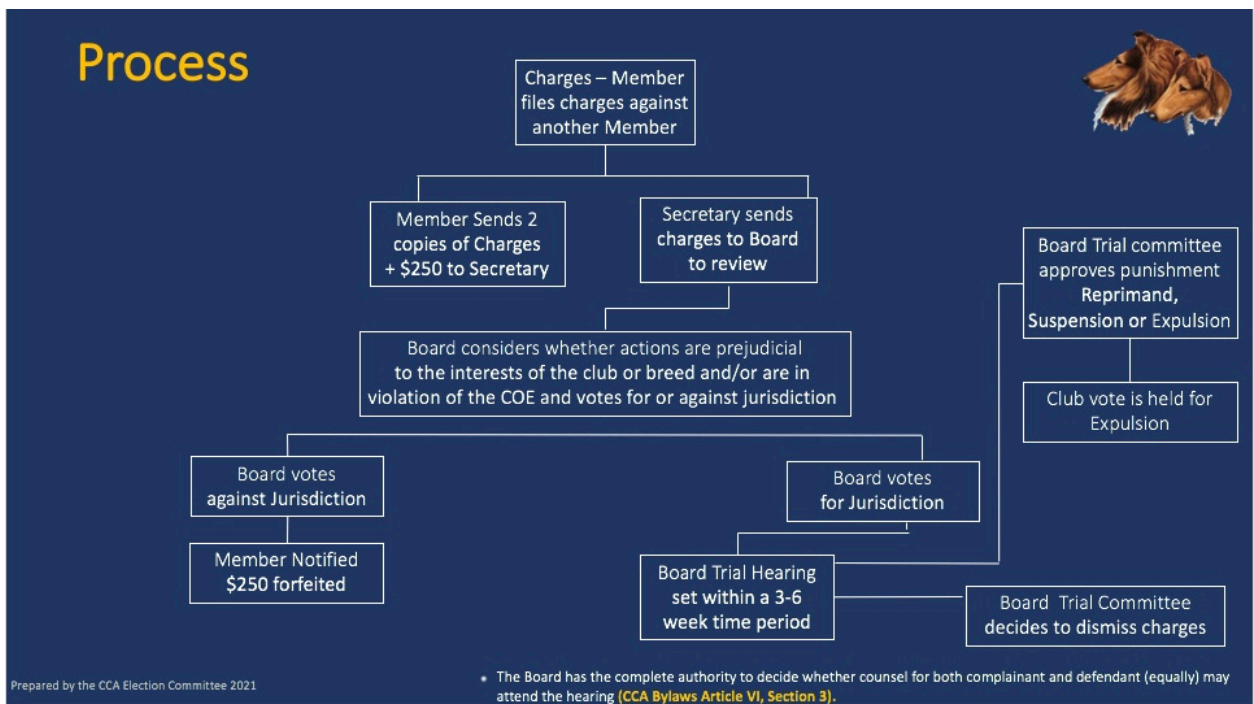 Process
Charges – Member
files charges against
another Member
Member Sends 2
copies of Charges
+ $250 to Secretary
Secretary sends
charges to Board
to review
Board Trial committee
approves punishment
Reprimand,
Suspension or Expulsion
Board considers whether actions are prejudicial
to the interests of the club or breed and/or are in
violation of the COE and votes for or against jurisdiction
Club vote is held for
Expulsion
Board votes
against Jurisdiction
Board votes
for Jurisdiction
Member Notified
$250 forfeited
Board Trial Hearing
set within a 3-6
week time period
Board Trial Committee
decides to dismiss charges
Prepared by the CCA Election Committee 2021
• The Board has the complete authority to decide whether counsel for both complainant and defendant (equally) may
attend the hearing (CCA Bylaws Article VI, Section 3).